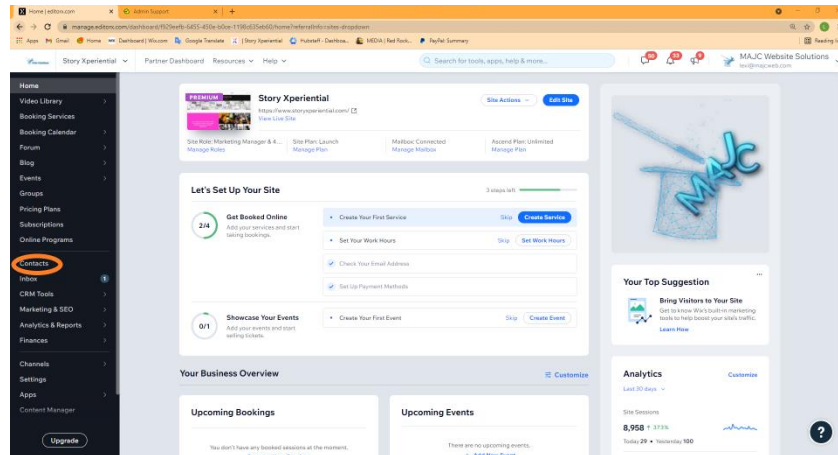 Home | editorx.com
Admin Support
manage.editorx.com/dashboard/
Apps
Gmail
Home
Dashboard | Wix.com
Google Translate
(Story Xperiential
Hubstaff - Dashboa...
MEDIA | Red Rock...
PayPal: Summary
Reading li
Story Xperiential
Partner Dashboard
Resources
Help
Search for tools, apps, help & more...
50
33
9
MAJC Website Solutions
Home
Video Library
Booking Services
Booking Calendar
Forum
Blog
Events
Groups
Pricing Plans
Subscriptions
Online Programs
Contacts
Inbox
1
CRM Tools
Marketing & SEO
Analytics & Reports
Finances
Channels
Settings
Apps
Content Manager
Upgrade
PREMIUM
Story Xperiential
https://www.storyxperiential.com/
View Live Site
Site Actions
Edit Site
Site Role: Marketing Manager & 4...
Manage Roles
Site Plan: Launch
Manage Plan
Mailbox: Connected
Manage Mailbox
Ascend Plan: Unlimited
Manage Plan
Let's Set Up Your Site
3 steps left
2/4
Get Booked Online
Add your services and start
taking bookings.
Create Your First Service
Skip
Create Service
Set Your Work Hours
Skip
Set Work Hours
Check Your Email Address
Set Up Payment Methods
0/1
Showcase Your Events
Add your events and start
selling tickets.
Create Your First Event
Skip
Create Event
Your Business Overview
Customize
Upcoming Bookings
You don't have any booked sessions at the moment.
Upcoming Events
There are no upcoming events.
MAJC
Your Top Suggestion
Bring Visitors to Your Site
Get to know Wix's built-in marketing
tools to help boost your site's traffic.
Learn How
Analytics
Customize
Last 30 days
Site Sessions
8,958 ↑ 373%
Today 29 • Yesterday 100
?